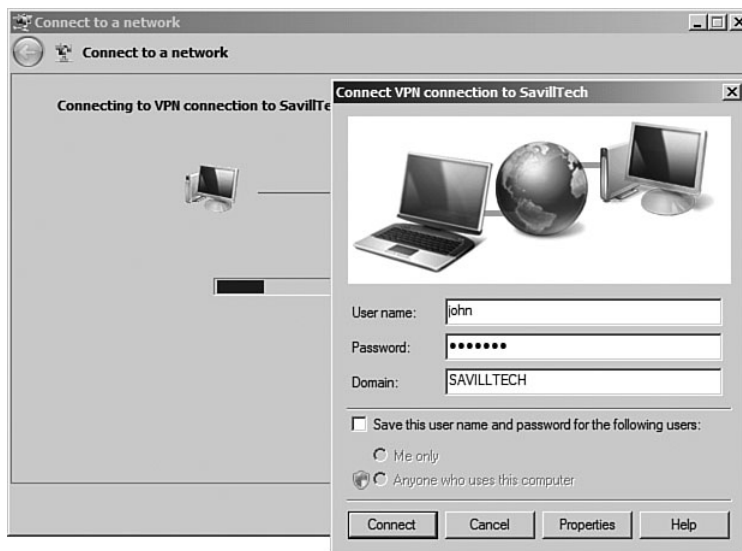 Connect to a network
Connect to a network
Connecting to VPN connection to SavillTe
Connect VPN connection to SavillTech
User name:
john
Password:
●●●●●●●
Domain:
SAVILLTECH
Save this user name and password for the following users:
Me only
Anyone who uses this computer
Connect
Cancel
Properties
Help